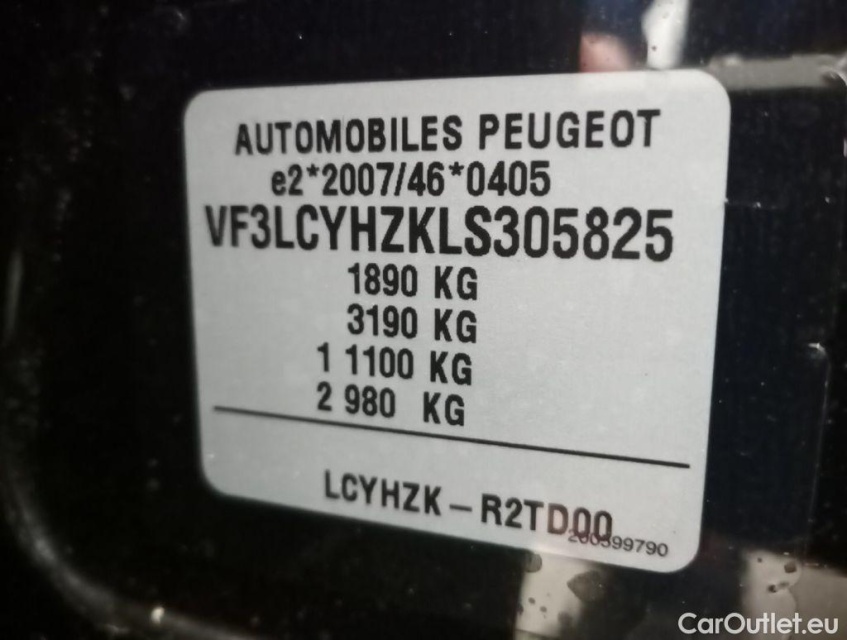 AUTOMOBILES PEUGEOT
e2*2007/46*0405
VF3LCYHZKLS305825
1890 KG
3190 KG
1 1100 KG
2 980 KG
LCYHZK – R2TD00
CarOutlet.eu